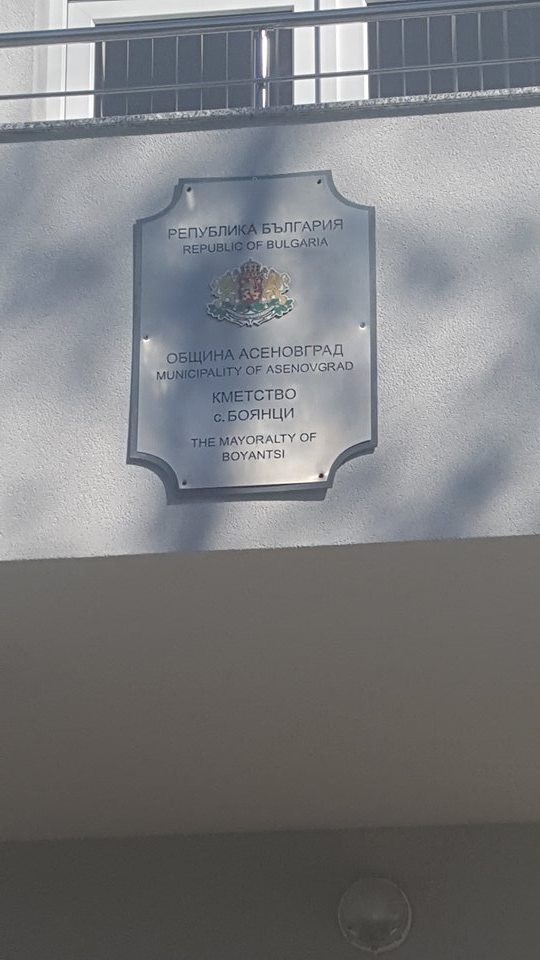 РЕПУБЛИКА БЪЛГАРИЯ
REPUBLIC OF BULGARIA
ОБЩИНА АСЕНОВГРАД
MUNICIPALITY OF ASENOVGRAD
КМЕТСТВО
с. БОЯНЦИ
THE MAYORALTY OF
BOYANTSI